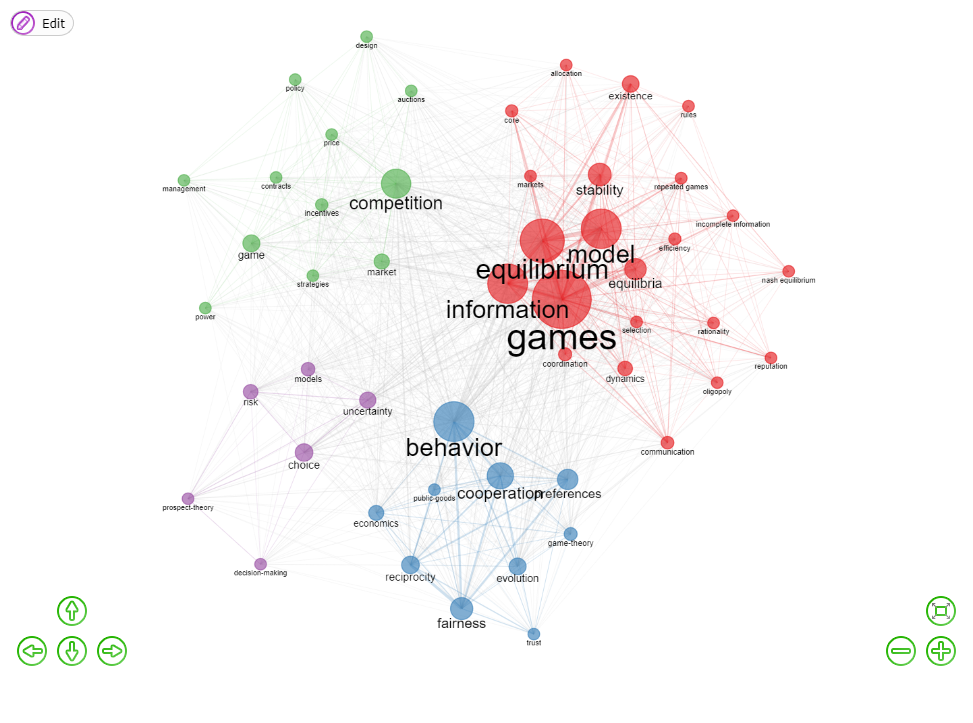 Edit
design
allocation
policy
existence
auctions
rules
core
price
management
contracts
markets
stability
repeated games
competition
incentives
incomplete information
game
efficiency
model
market
equilibrium
equilibria
strategies
nash equilibrium
power
information
selection
rationality
games
coordination
reputation
models
dynamics
oligopoly
risk
uncertainty
behavior
communication
choice
public-goods
cooperation
preferences
prospect-theory
economics
game-theory
decision-making
reciprocity
evolution
fairness
trust